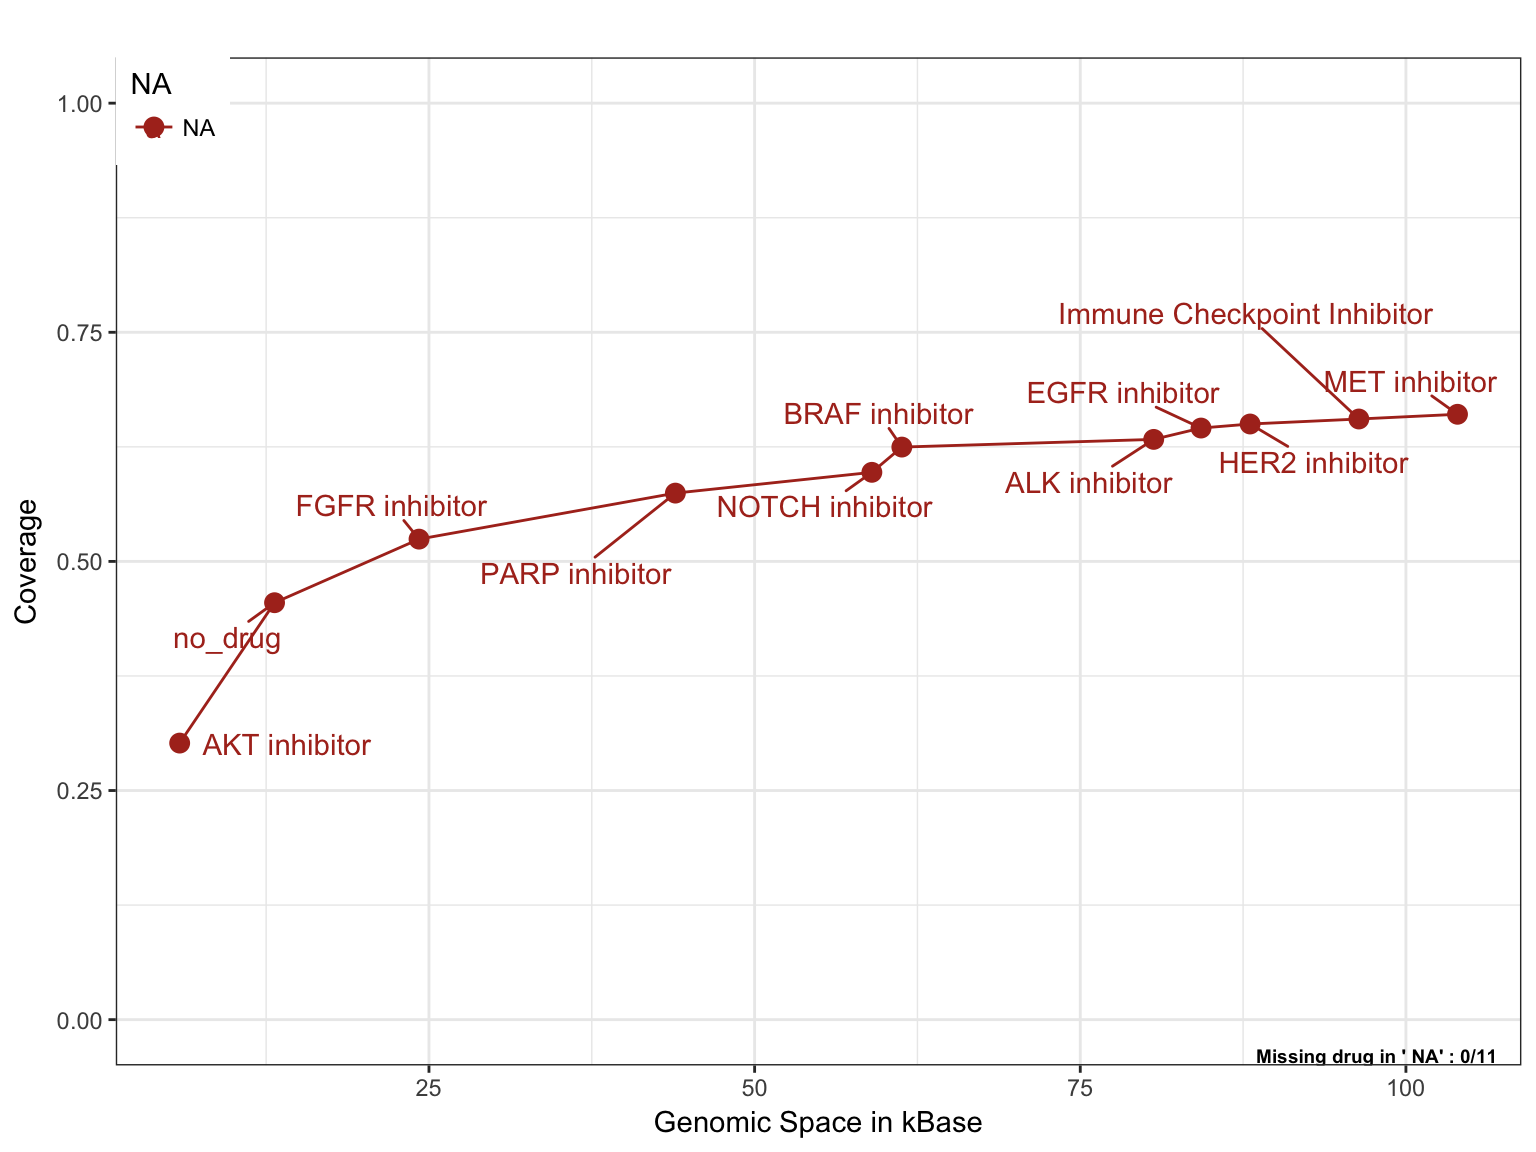 NA
NA
1.00
0.75
0.50
0.25
0.00
Coverage
Immune Checkpoint Inhibitor
MET inhibitor
EGFR inhibitor
BRAF inhibitor
HER2 inhibitor
ALK inhibitor
FGFR inhibitor
NOTCH inhibitor
PARP inhibitor
no_drug
AKT inhibitor
Missing drug in ' NA' : 0/11
25
50
75
100
Genomic Space in kBase